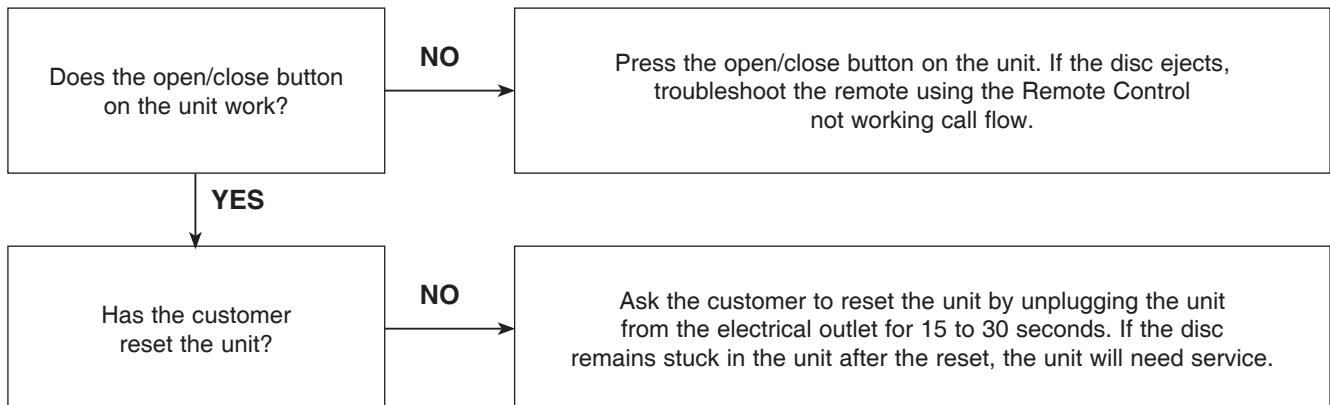 Does the open/close button
on the unit work?
NO
Press the open/close button on the unit. If the disc ejects,
troubleshoot the remote using the Remote Control
not working call flow.
YES
Has the customer
reset the unit?
NO
Ask the customer to reset the unit by unplugging the unit
from the electrical outlet for 15 to 30 seconds. If the disc
remains stuck in the unit after the reset, the unit will need service.